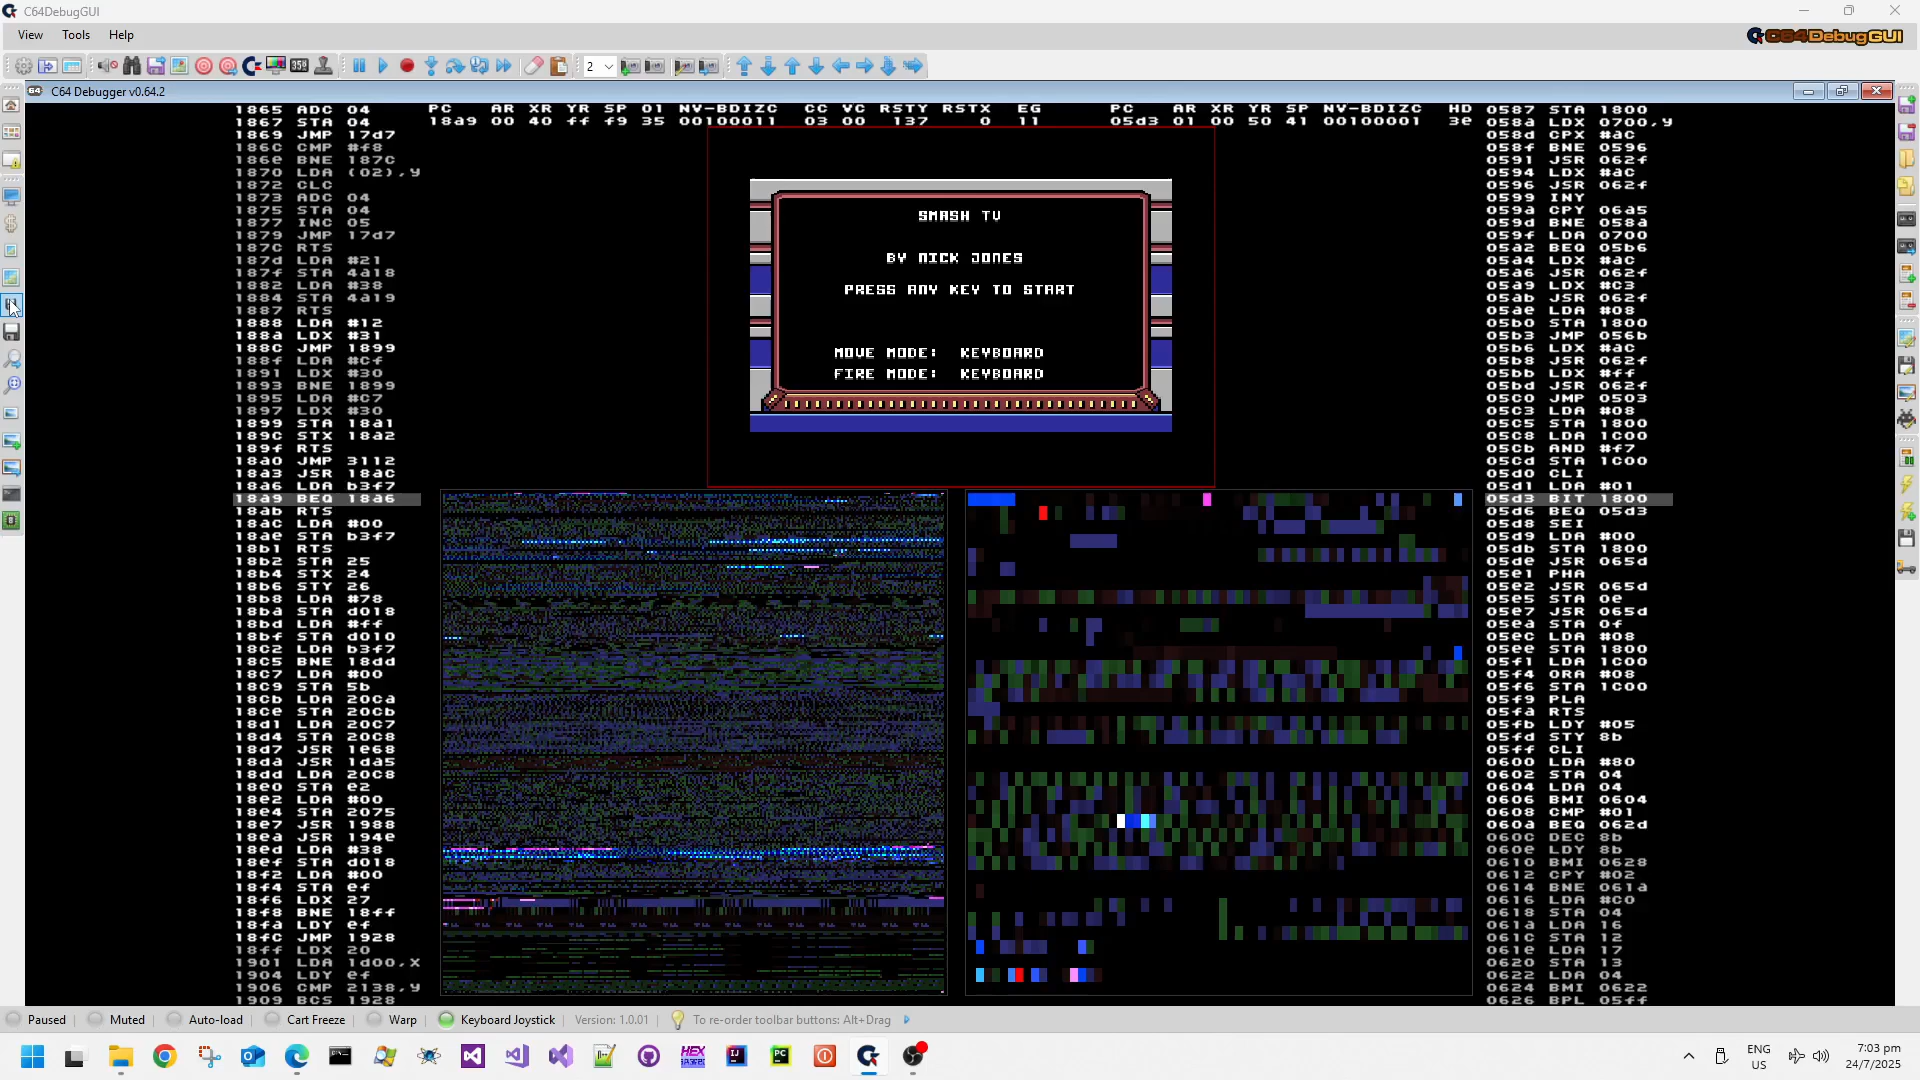 C64DebugGUI
View Tools Help
C64DebugGUI
358
2
C64 Debugger v0.64.2
PC AR XR YR SP 01 NV-BDIZC CC VC RSTY RSTX EG
18a9 00 40 ff f9 35 00100011 03 00 137 0 11
PC AR XR YR SP NV-BDIZC HD
05d3 01 00 50 41 00100001 3e
1865 ADC 04
1867 STA 04
1869 JMP 17d7
186C CMP #f8
186e BNE 187C
1870 LDA (02),y
1872 CLC
1873 ADC 04
1875 STA 04
1877 INC 05
1879 JMP 17d7
187C RTS
187d LDA #21
187f STA 4a18
1882 LDA #38
1884 STA 4a19
1887 RTS
1888 LDA #12
188a LDX #31
188C JMP 1899
188f LDA #Cf
1891 LDX #30
1893 BNE 1899
1895 LDA #C7
1897 LDX #30
1899 STA 18a1
189C STX 18a2
189f RTS
18a0 JMP 3112
18a3 JSR 18aC
18a6 LDA b3f7
18a9 BEQ 18a6
18ab RTS
18aC LDA #00
18ae STA b3f7
18b1 RTS
18b2 STA 25
18b4 STX 24
18b6 STY 26
18b8 LDA #78
18ba STA d018
18bd LDA #ff
18bf STA d010
18C2 LDA b3f7
18C5 BNE 18dd
18C7 LDA #00
18C9 STA 5b
18Cb LDA 20Ca
18Ce STA 20Cb
18d1 LDA 20C7
18d4 STA 20C8
18d7 JSR 1e68
18da JSR 1da5
18dd LDA 20C8
18e0 STA e2
18e2 LDA #00
18e4 STA 2075
18e7 JSR 1988
18ea JSR 194e
18ed LDA #38
18ef STA d018
18f2 LDA #00
18f4 STA ef
18f6 LDX 27
18f8 BNE 18ff
18fa LDY ef
18fC JMP 1928
18ff LDX 20
1901 LDA 1d00,X
1904 LDY ef
1906 CMP 2138,y
1909 BCS 1928
SMASH TV
BY NICK JONES
PRESS ANY KEY TO START
MOVE MODE: KEYBOARD
FIRE MODE: KEYBOARD
0587 STA 1800
058a LDX 0700,y
058d CPX #aC
058f BNE 0596
0591 JSR 062f
0594 LDX #aC
0596 JSR 062f
0599 INY
059a CPY 06a5
059d BNE 058a
059f LDA 0700
05a2 BEQ 05b6
05a4 LDX #aC
05a6 JSR 062f
05a9 LDX #C3
05ab JSR 062f
05ae LDA #08
05b0 STA 1800
05b3 JMP 056b
05b6 LDX #aC
05b8 JSR 062f
05bb LDX #ff
05bd JSR 062f
05C0 JMP 0503
05C3 LDA #08
05C5 STA 1800
05C8 LDA 1C00
05Cb AND #f7
05Cd STA 1C00
05d0 CLI
05d1 LDA #01
05d3 BIT 1800
05d6 BEQ 05d3
05d8 SEI
05d9 LDA #00
05db STA 1800
05de JSR 065d
05e1 PHA
05e2 JSR 065d
05e5 STA 0e
05e7 JSR 065d
05ea STA 0f
05eC LDA #08
05ee STA 1800
05f1 LDA 1C00
05f4 ORA #08
05f6 STA 1C00
05f9 PLA
05fa RTS
05fb LDY #05
05fd STY 8b
05ff CLI
0600 LDA #80
0602 STA 04
0604 LDA 04
0606 BMI 0604
0608 CMP #01
060a BEQ 062d
060C DEC 8b
060e LDY 8b
0610 BMI 0628
0612 CPY #02
0614 BNE 061a
0616 LDA #C0
0618 STA 04
061a LDA 16
061C STA 12
061e LDA 17
0620 STA 13
0622 LDA 04
0624 BMI 0622
0626 BPL 05ff
Paused Muted Auto-load Cart Freeze Warp Keyboard Joystick Version: 1.0.01 To re-order toolbar buttons: Alt+Drag
HEX
IJ
PC
ENG
US
7:03 pm
24/7/2025